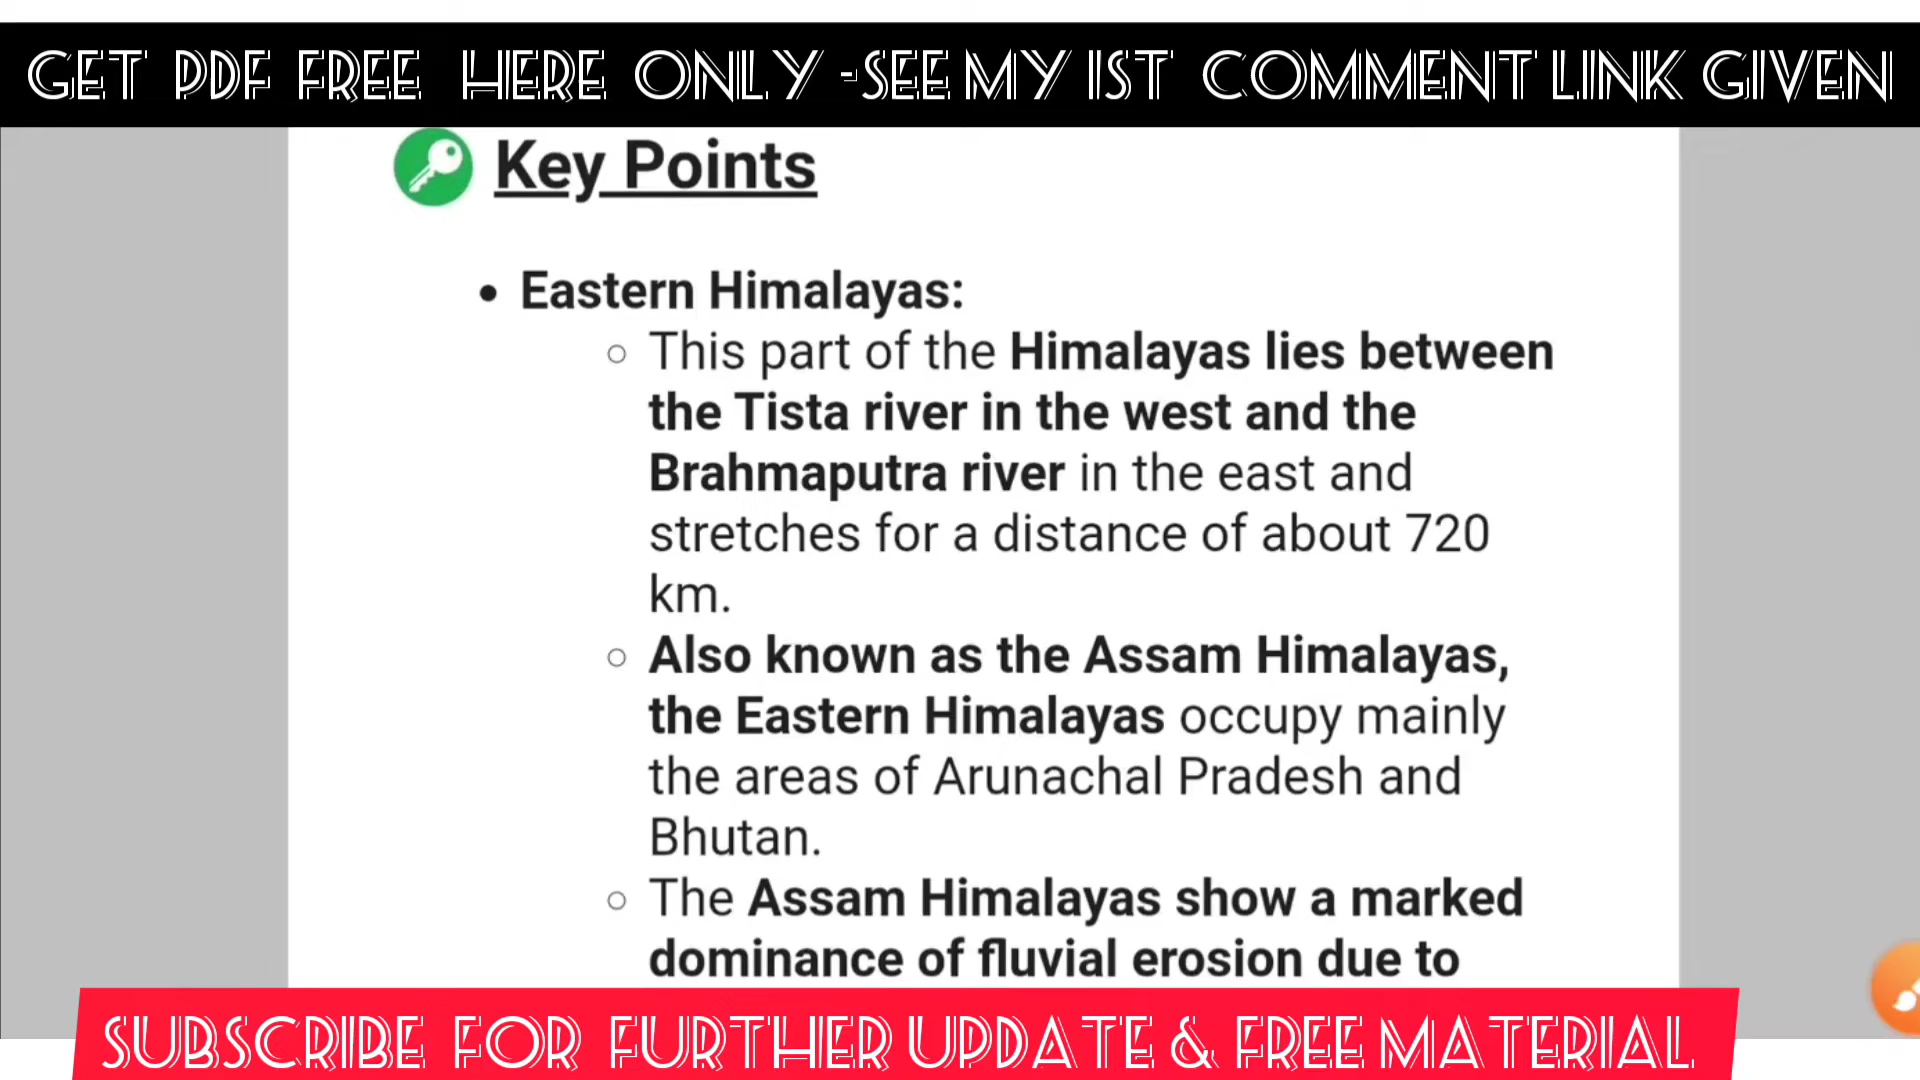 GET PDF FREE HERE ONLY -SEE MY IST COMMENT LINK GIVEN
Key Points
• Eastern Himalayas:
○ This part of the Himalayas lies between
the Tista river in the west and the
Brahmaputra river in the east and
stretches for a distance of about 720
km.
○ Also known as the Assam Himalayas,
the Eastern Himalayas occupy mainly
the areas of Arunachal Pradesh and
Bhutan.
○ The Assam Himalayas show a marked
dominance of fluvial erosion due to
SUBSCRIBE FOR FURTHER UPDATE & FREE MATERIAL